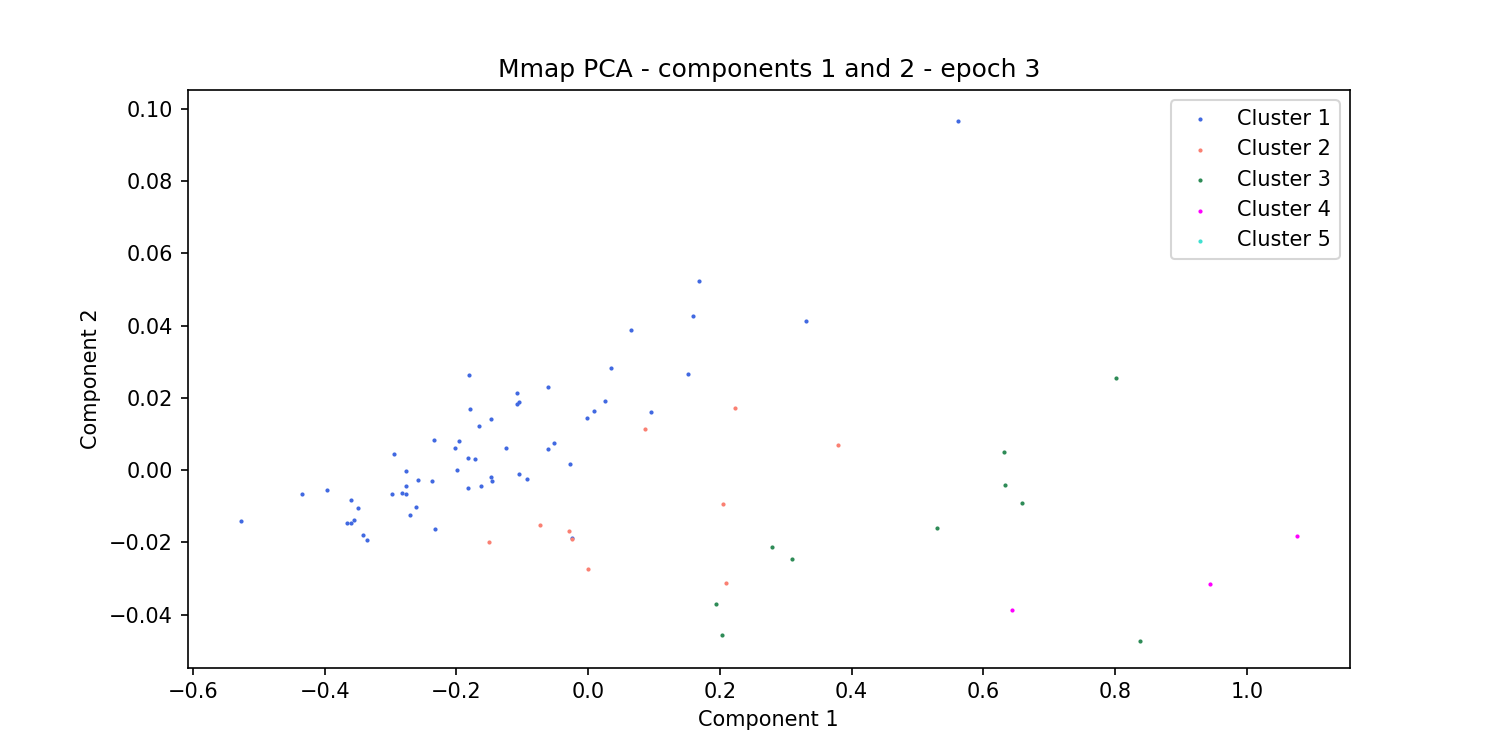 Mmap PCA - components 1 and 2 - epoch 3
0.10
0.08
0.06
0.04
0.02
0.00
−0.02
−0.04
Component 2
Cluster 1
Cluster 2
Cluster 3
Cluster 4
Cluster 5
−0.6 −0.4 −0.2 0.0 0.2 0.4 0.6 0.8 1.0
Component 1